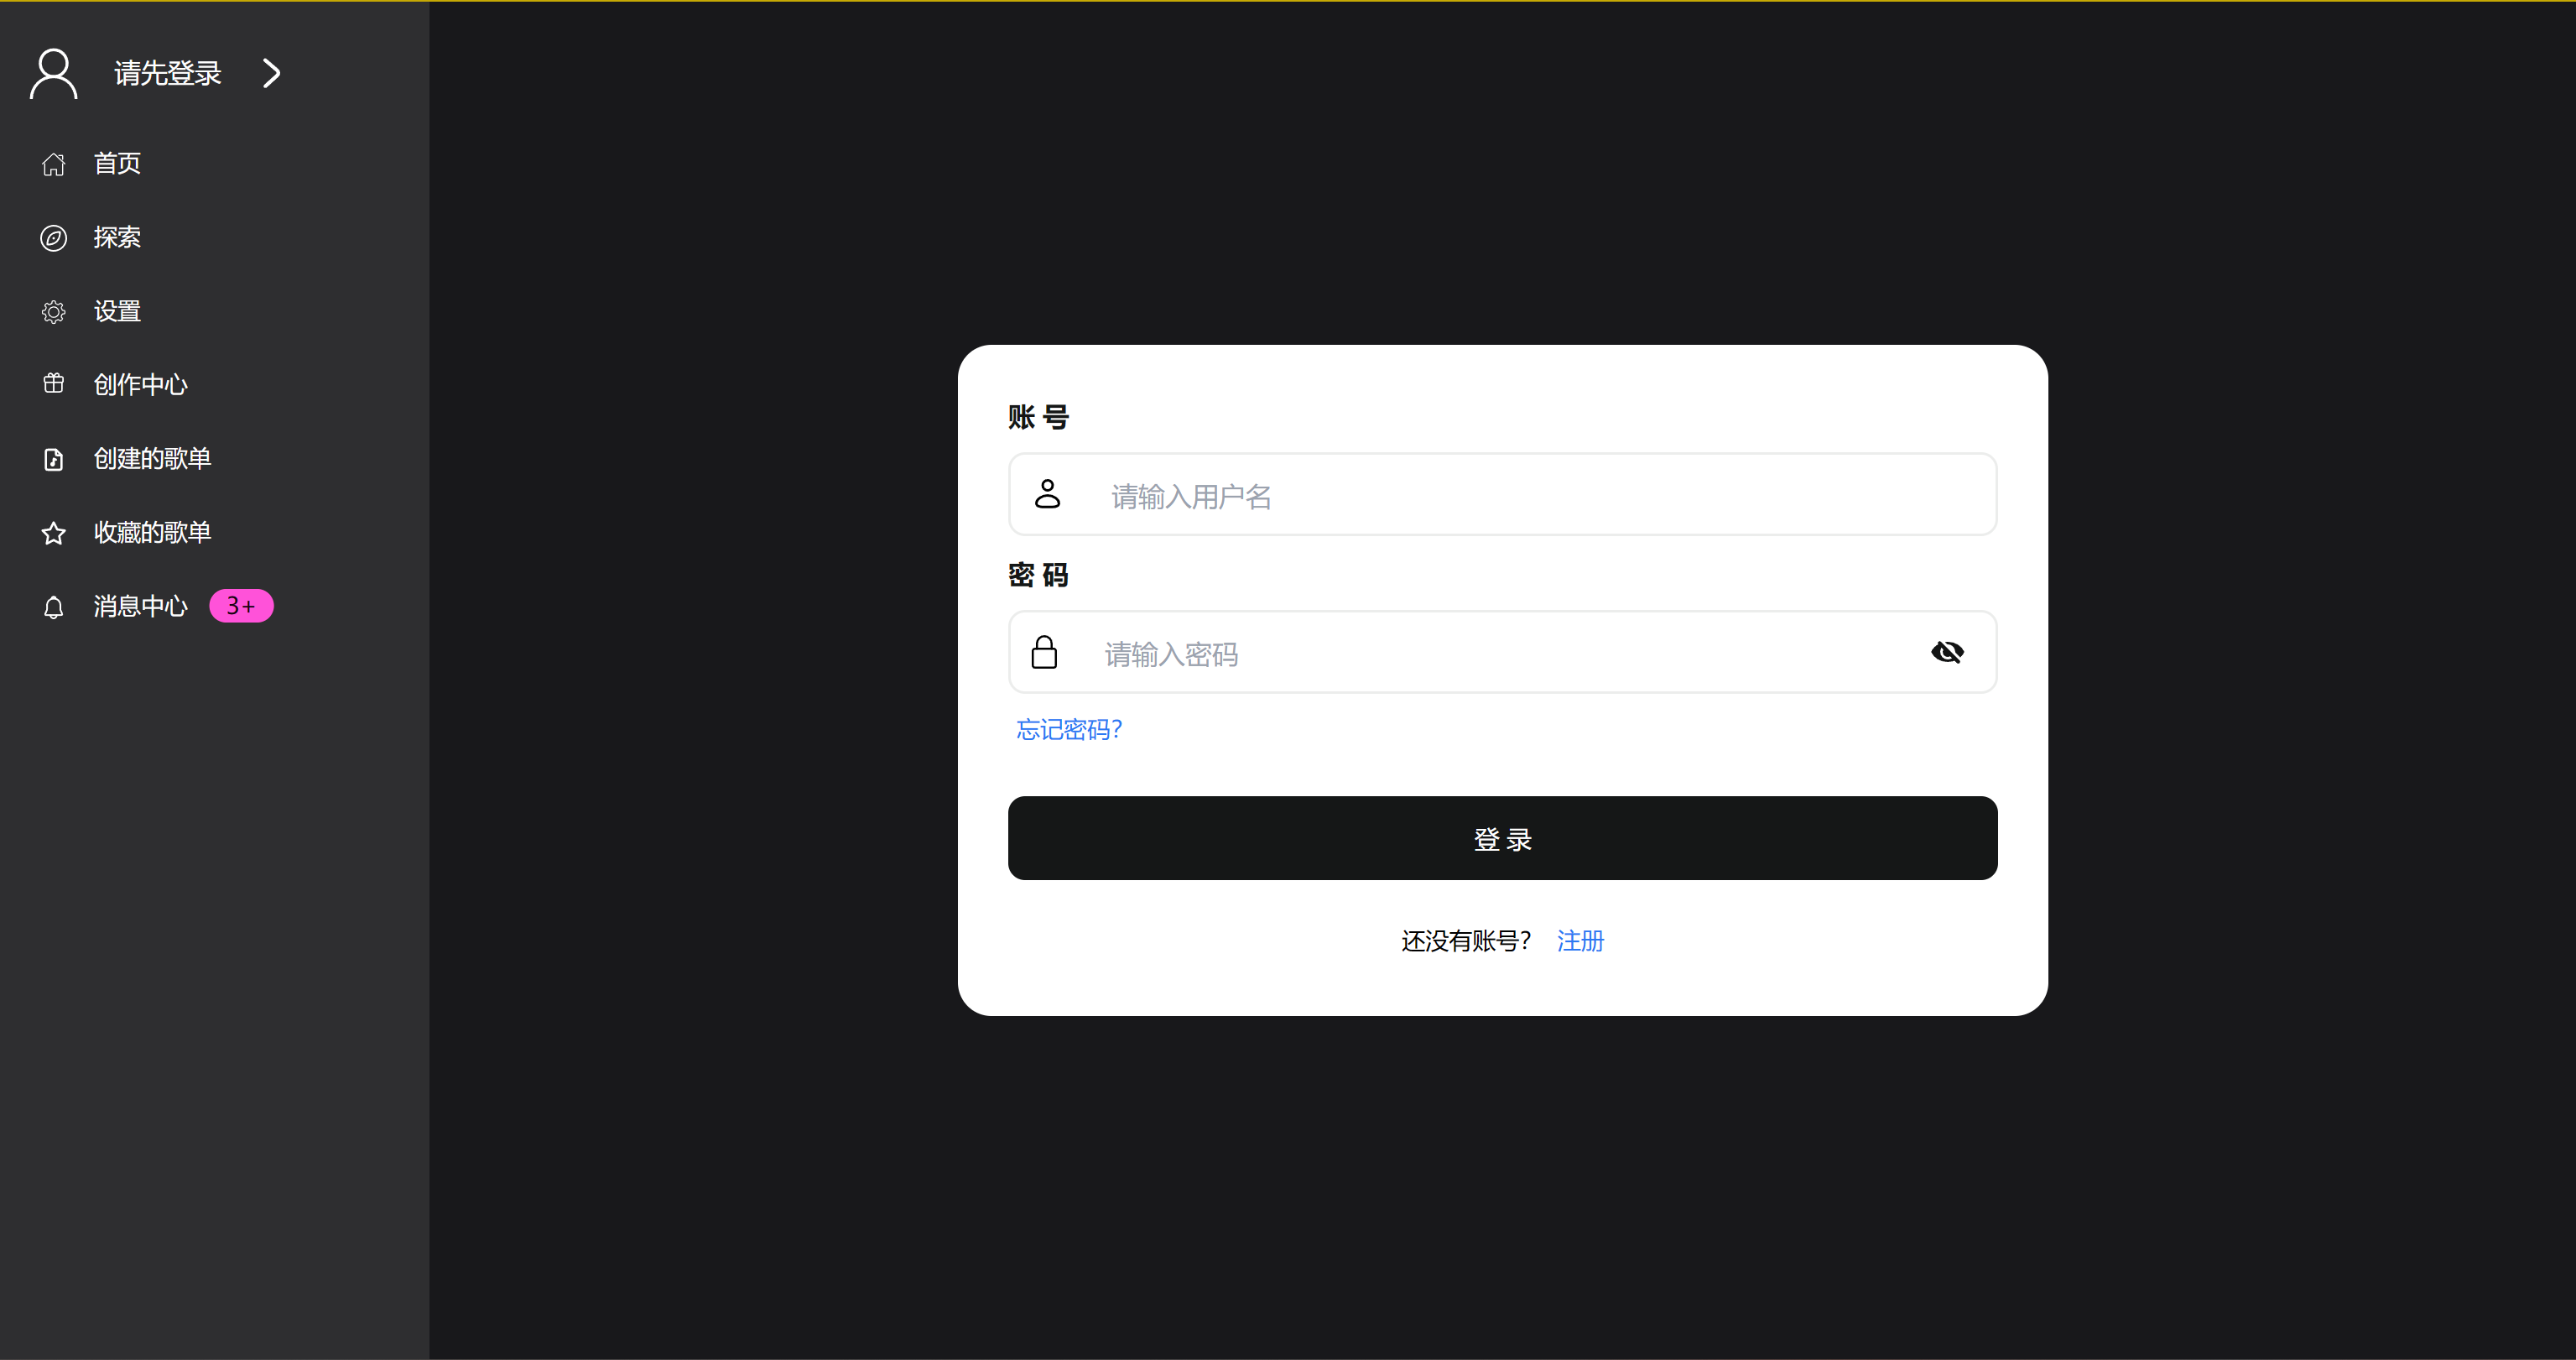 请先登录
首页
探索
设置
创作中心
创建的歌单
收藏的歌单
消息中心 3+
账 号
请输入用户名
密 码
请输入密码
忘记密码?
登 录
还没有账号? 注册